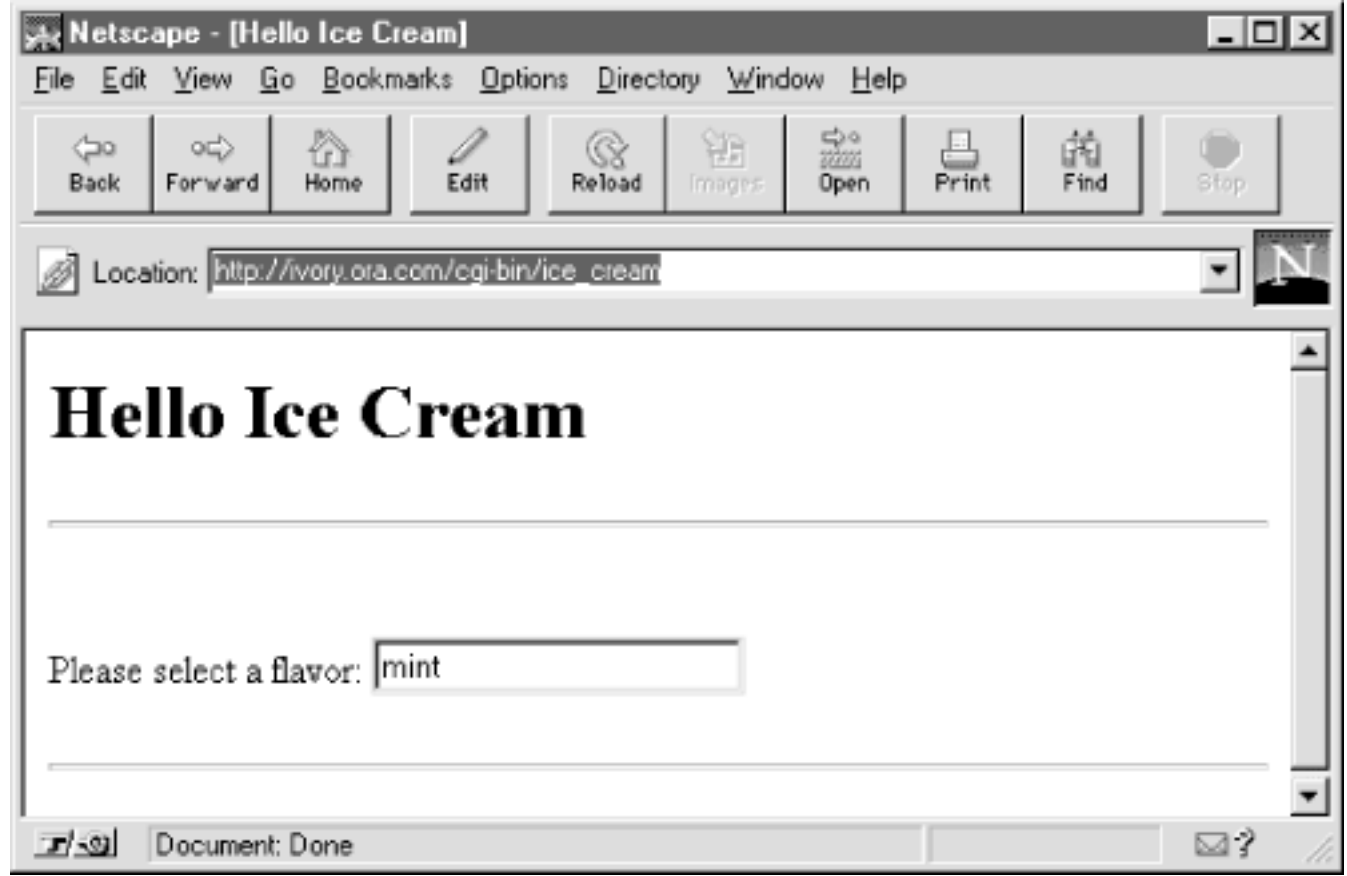 Netscape - [Hello Ice Cream]
File Edit View Go Bookmarks Options Directory Window Help
Back Forward Home Edit Reload Images Open Print Find Stop
Location: http://ivory.ora.com/cgi-bin/ice_cream
N
Hello Ice Cream
Please select a flavor: mint
Document: Done